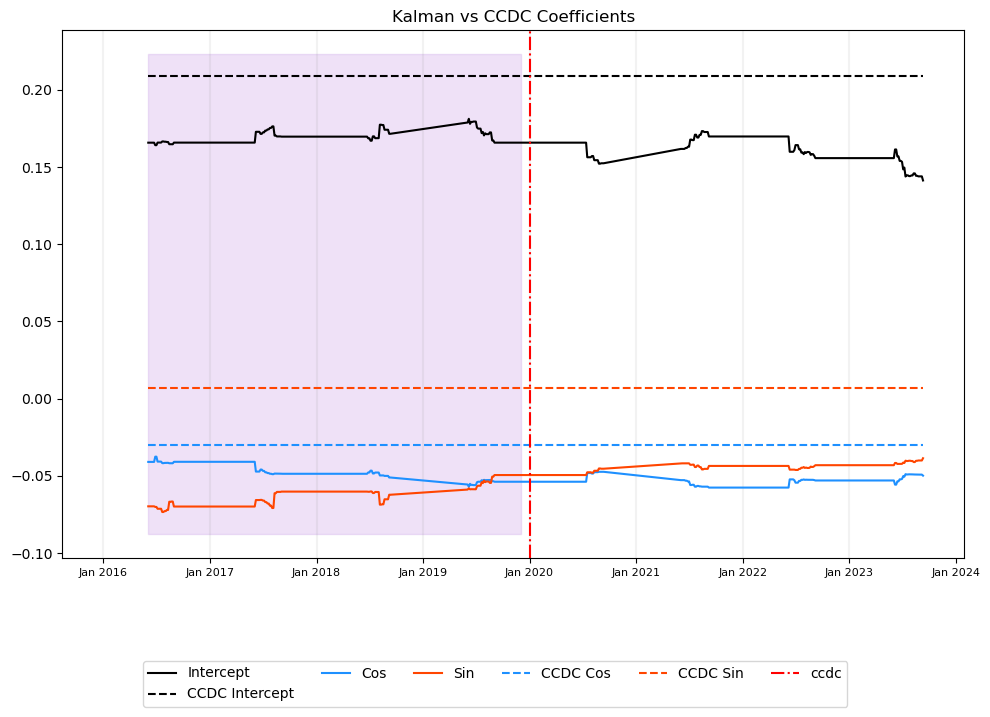 Kalman vs CCDC Coefficients
0.20
0.15
0.10
0.05
0.00
−0.05
−0.10
Jan 2016 Jan 2017 Jan 2018 Jan 2019 Jan 2020 Jan 2021 Jan 2022 Jan 2023 Jan 2024
Intercept Cos Sin CCDC Cos CCDC Sin ccdc
CCDC Intercept